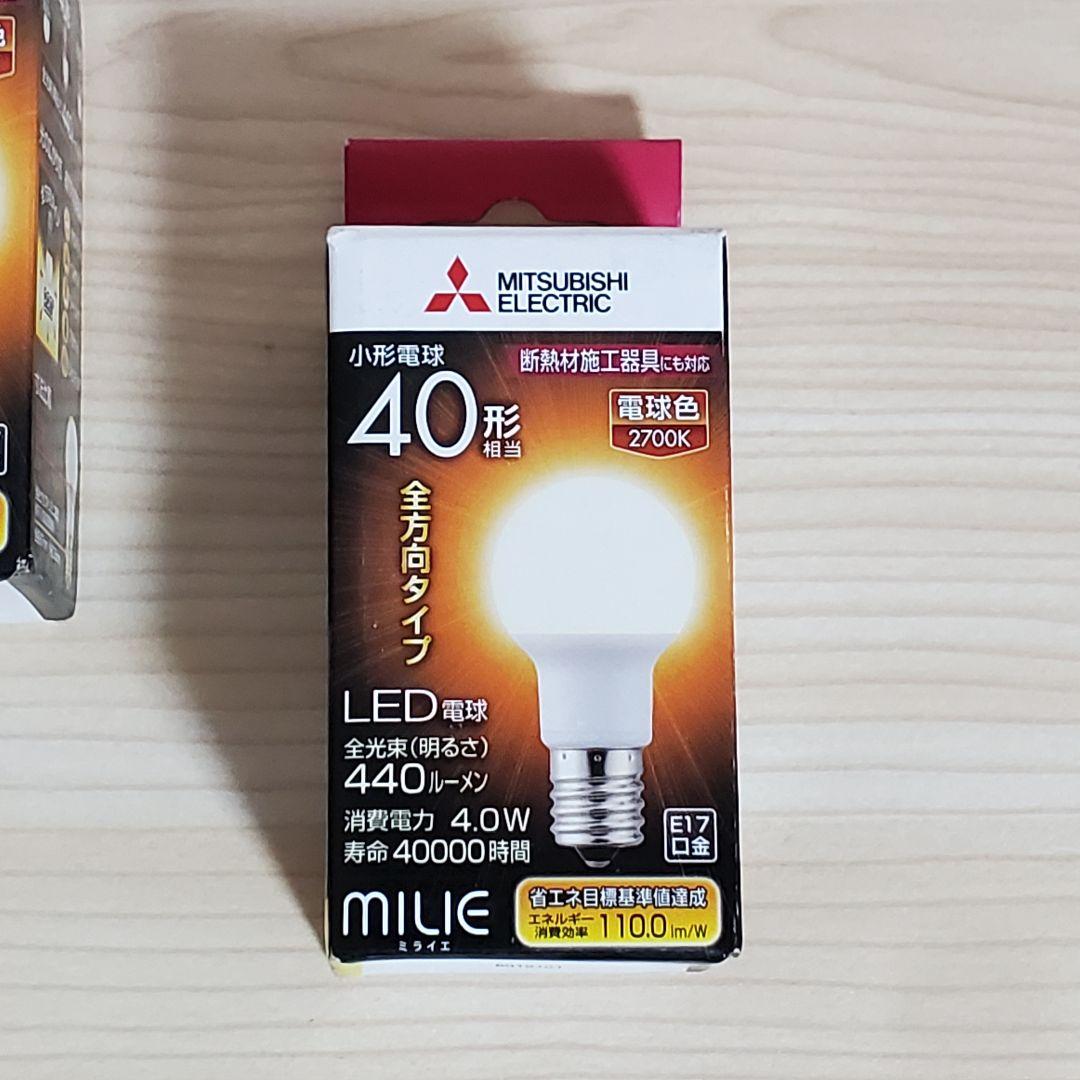 MITSUBISHI
ELECTRIC
小形電球
40形
相当
断熱材施工器具にも対応
電球色
2700K
全方向タイプ
LED電球
全光束(明るさ)
440ルーメン
消費電力 4.0W
寿命40000時間
E17
口金
MILIE
ミライエ
省エネ目標基準値達成
エネルギー
消費効率 110.0 lm/W